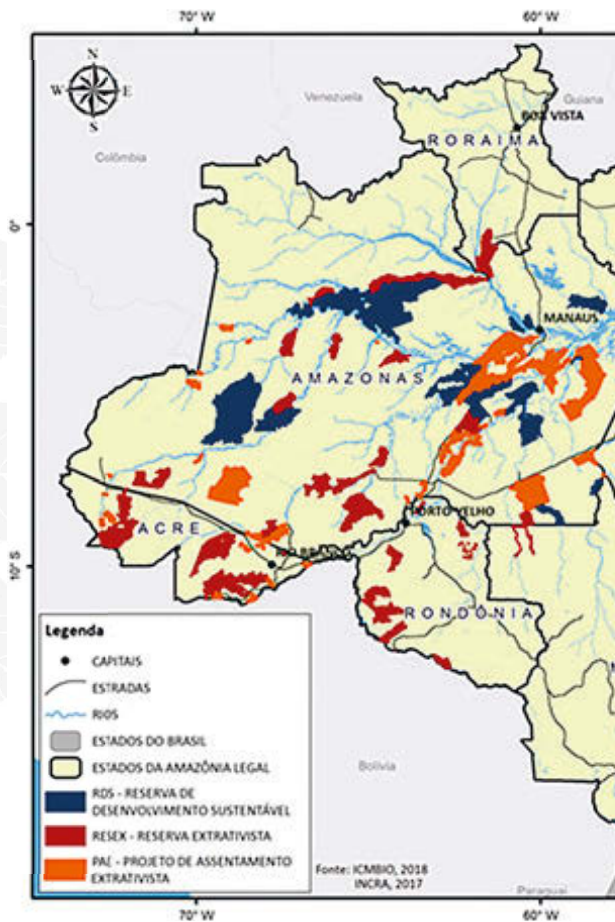 70° W
60° W
N
W
E
S
Venezuela
Guiana
BOA VISTA
RORAIMA
Colômbia
0°
MANAUS
AMAZONAS
PORTO VELHO
ACRE
RIO BRANCO
10°S
RONDÔNIA
Legenda
CAPITAIS
ESTRADAS
RIOS
ESTADOS DO BRASIL
ESTADOS DA AMAZÔNIA LEGAL
RDS - RESERVA DE
DESENVOLVIMENTO SUSTENTÁVEL
RESEX - RESERVA EXTRATIVISTA
PAE - PROJETO DE ASSENTAMENTO
EXTRATIVISTA
Bolívia
Fonte: ICMBIO, 2018
INCRA, 2017
Paraguai
70° W
60° W